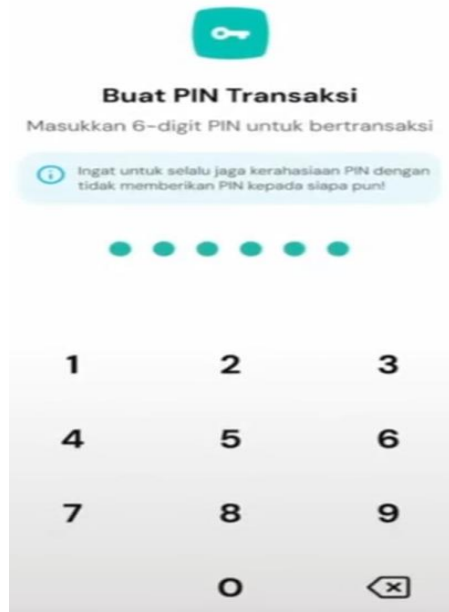 Buat PIN Transaksi
Masukkan 6-digit PIN untuk bertransaksi
Ingat untuk selalu jaga kerahasiaan PIN dengan
tidak memberikan PIN kepada siapa pun!
1 2 3
4 5 6
7 8 9
0